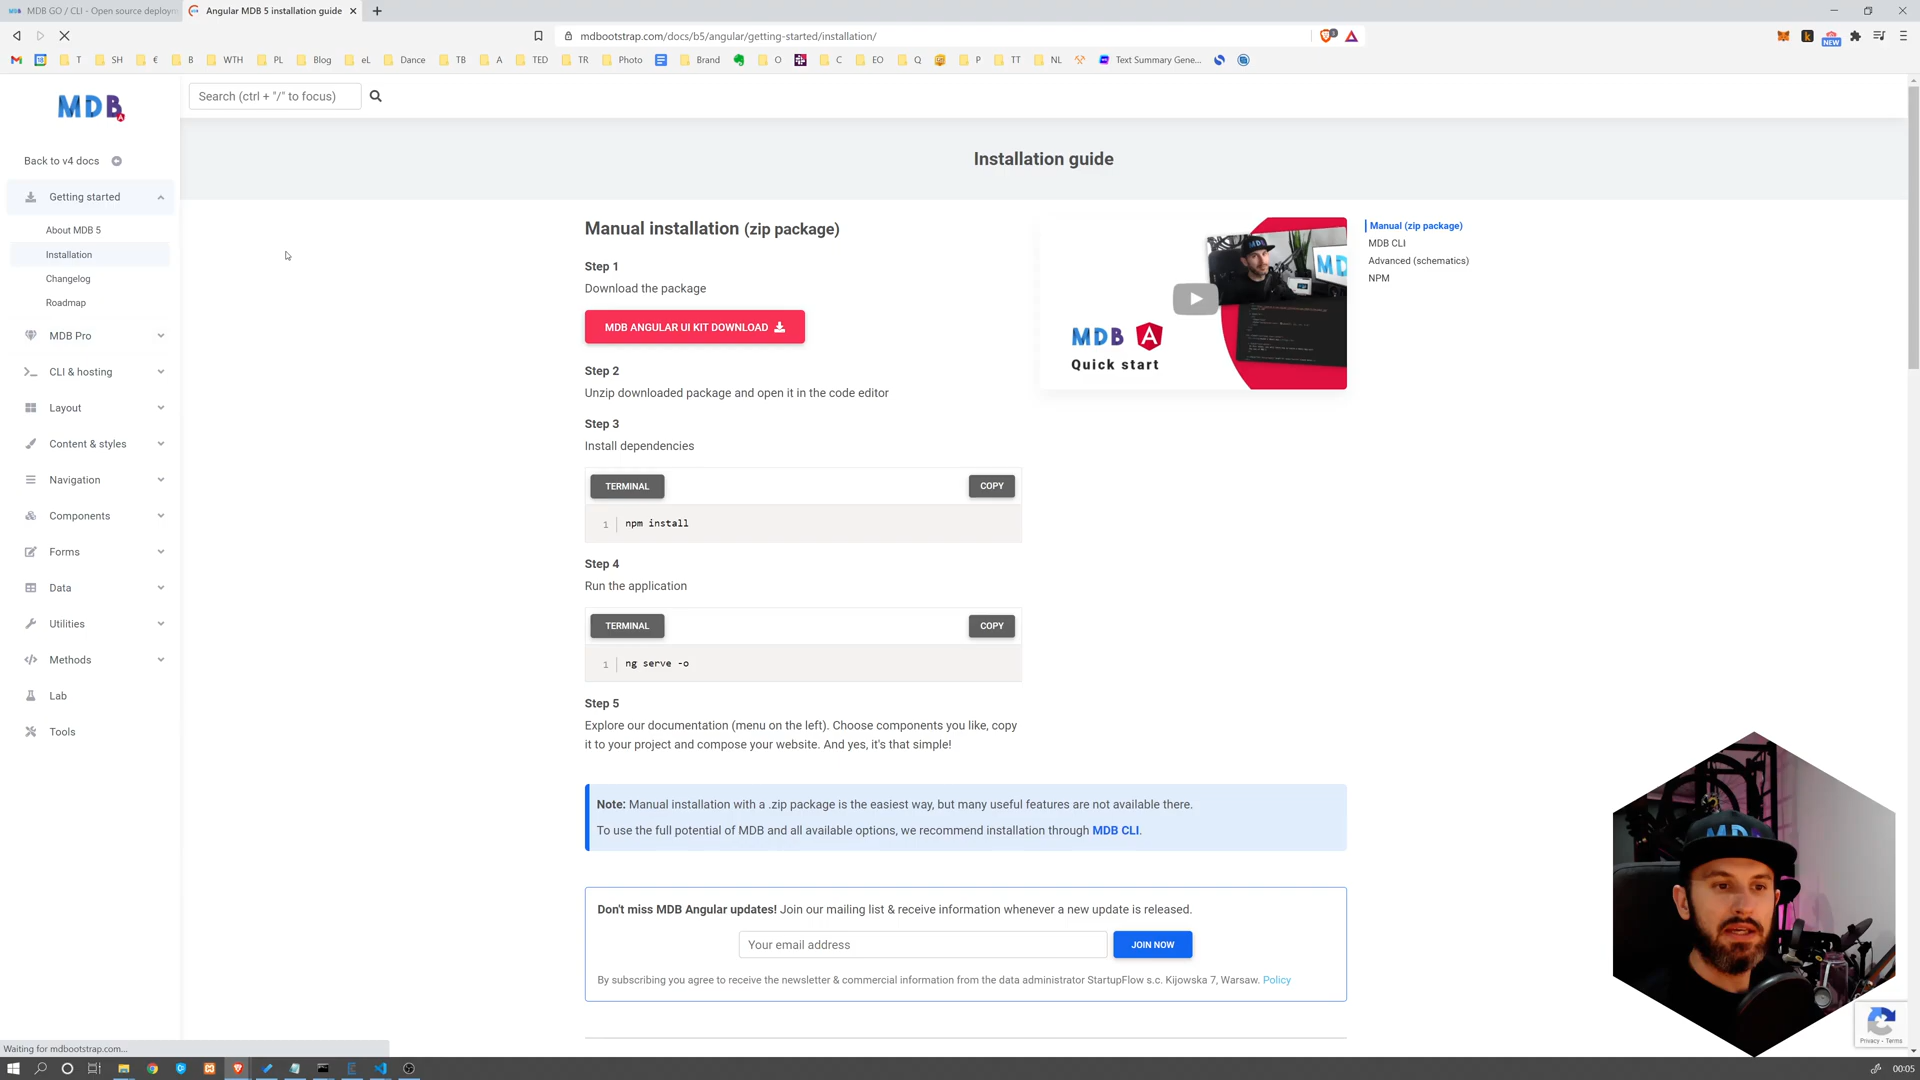 MDB GO / CLI - Open source deploym
Angular MDB 5 installation guide
mdbootstrap.com/docs/b5/angular/getting-started/installation/
T
SH
€
B
WTH
PL
Blog
eL
Dance
TB
A
TED
TR
Photo
Brand
O
C
EO
Q
P
TT
NL
Text Summary Gene...
NEW
MDB
Search (ctrl + "/" to focus)
Back to v4 docs
Getting started
About MDB 5
Installation
Changelog
Roadmap
MDB Pro
CLI & hosting
Layout
Content & styles
Navigation
Components
Forms
Data
Utilities
Methods
Lab
Tools
Installation guide
Manual installation (zip package)
Step 1
Download the package
MDB ANGULAR UI KIT DOWNLOAD
Step 2
Unzip downloaded package and open it in the code editor
Step 3
Install dependencies
TERMINAL
COPY
1 npm install
Step 4
Run the application
TERMINAL
COPY
1 ng serve -o
Step 5
Explore our documentation (menu on the left). Choose components you like, copy
it to your project and compose your website. And yes, it's that simple!
MDB A
Quick start
Manual (zip package)
MDB CLI
Advanced (schematics)
NPM
Note: Manual installation with a .zip package is the easiest way, but many useful features are not available there.
To use the full potential of MDB and all available options, we recommend installation through MDB CLI.
Don't miss MDB Angular updates! Join our mailing list & receive information whenever a new update is released.
Your email address
JOIN NOW
By subscribing you agree to receive the newsletter & commercial information from the data administrator StartupFlow s.c. Kijowska 7, Warsaw. Policy
MDB
Privacy - Terms
Waiting for mdbootstrap.com...
00:05